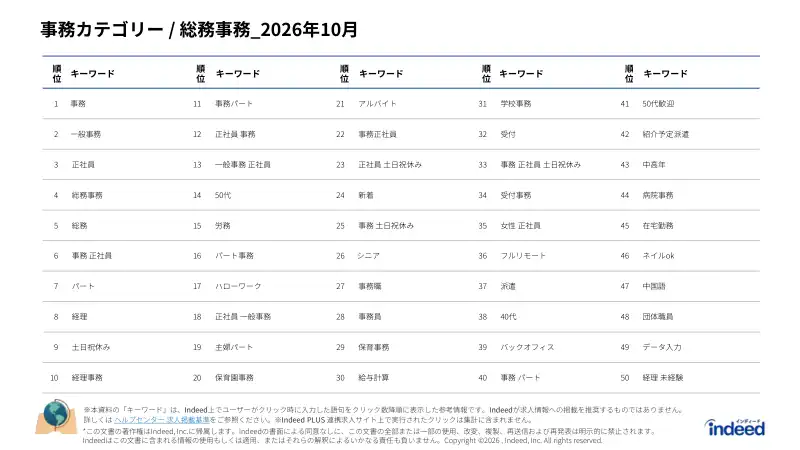 事務カテゴリー / 総務事務_2026年10月
順位 キーワード 順位 キーワード 順位 キーワード 順位 キーワード 順位 キーワード
1 事務 11 事務パート 21 アルバイト 31 学校事務 41 50代歓迎
2 一般事務 12 正社員 事務 22 事務正社員 32 受付 42 紹介予定派遣
3 正社員 13 一般事務 正社員 23 正社員 土日祝休み 33 事務 正社員 土日祝休み 43 中高年
4 総務事務 14 50代 24 新着 34 受付事務 44 病院事務
5 総務 15 労務 25 事務 土日祝休み 35 女性 正社員 45 在宅勤務
6 事務 正社員 16 パート事務 26 シニア 36 フルリモート 46 ネイルok
7 パート 17 ハローワーク 27 事務職 37 派遣 47 中国語
8 経理 18 正社員 一般事務 28 事務員 38 40代 48 団体職員
9 土日祝休み 19 主婦パート 29 保育事務 39 バックオフィス 49 データ入力
10 経理事務 20 保育園事務 30 給与計算 40 事務 パート 50 経理 未経験
※本資料の「キーワード」は、Indeed上でユーザーがクリック時に入力した語句をクリック数降順に表示した参考情報です。Indeedが求人情報への掲載を推奨するものではありません。
詳しくは ヘルプセンター 求人掲載基準をご参照ください。※Indeed PLUS 連携求人サイト上で実行されたクリックは集計に含まれません。
*この文書の著作権はIndeed, Inc.に帰属します。Indeedの書面による同意なしに、この文書の全部または一部の使用、改変、複製、再送信および再発表は明示的に禁止されます。
Indeedはこの文書に含まれる情報の使用もしくは適用、またはそれらの解釈によるいかなる責任も負いません。Copyright ©2026 , Indeed, Inc. All rights reserved.
インディード
indeed